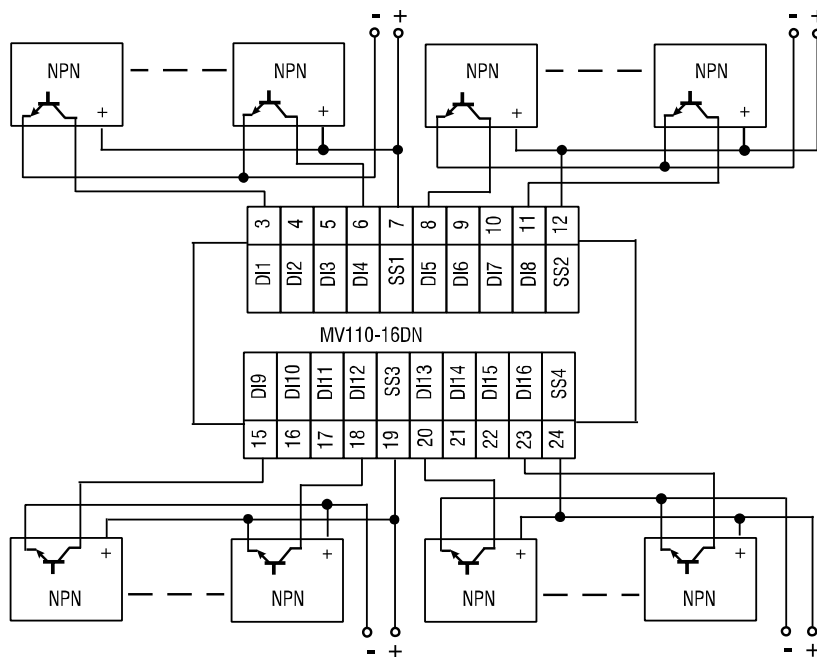 - + - +
NPN NPN NPN NPN
+ + + +
3 4 5 6 7 8 9 10 11 12
DI1 DI2 DI3 DI4 SS1 DI5 DI6 DI7 DI8 SS2
MV110-16DN
DI9 DI10 DI11 DI12 SS3 DI13 DI14 DI15 DI16 SS4
15 16 17 18 19 20 21 22 23 24
+ + + +
NPN NPN NPN NPN
- + - +